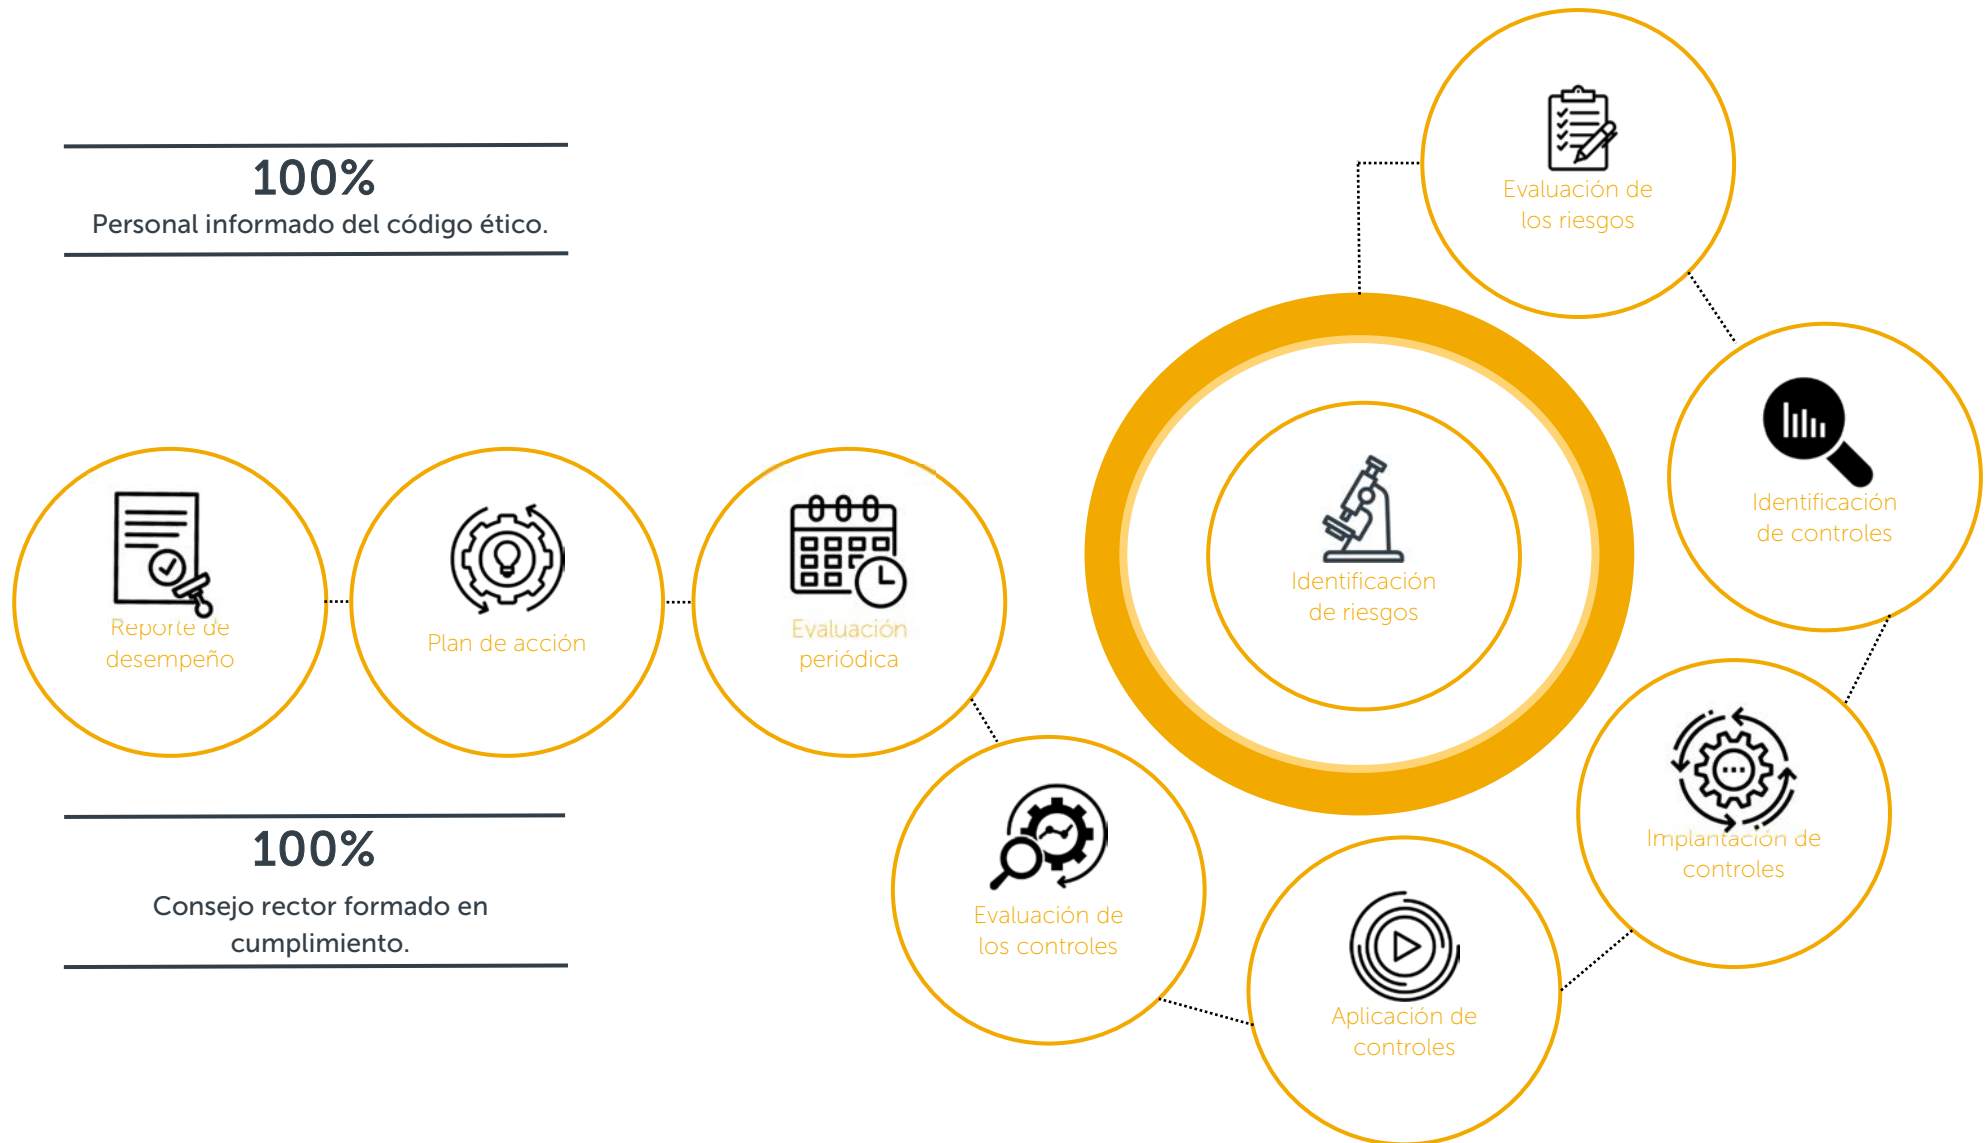 100%
Personal informado del código ético.
Evaluación de
los riesgos
Identificación
de controles
Identificación
de riesgos
Reporte de
desempeño
Plan de acción
Evaluación
periódica
Implantación de
controles
Evaluación de
los controles
Aplicación de
controles
100%
Consejo rector formado en
cumplimiento.